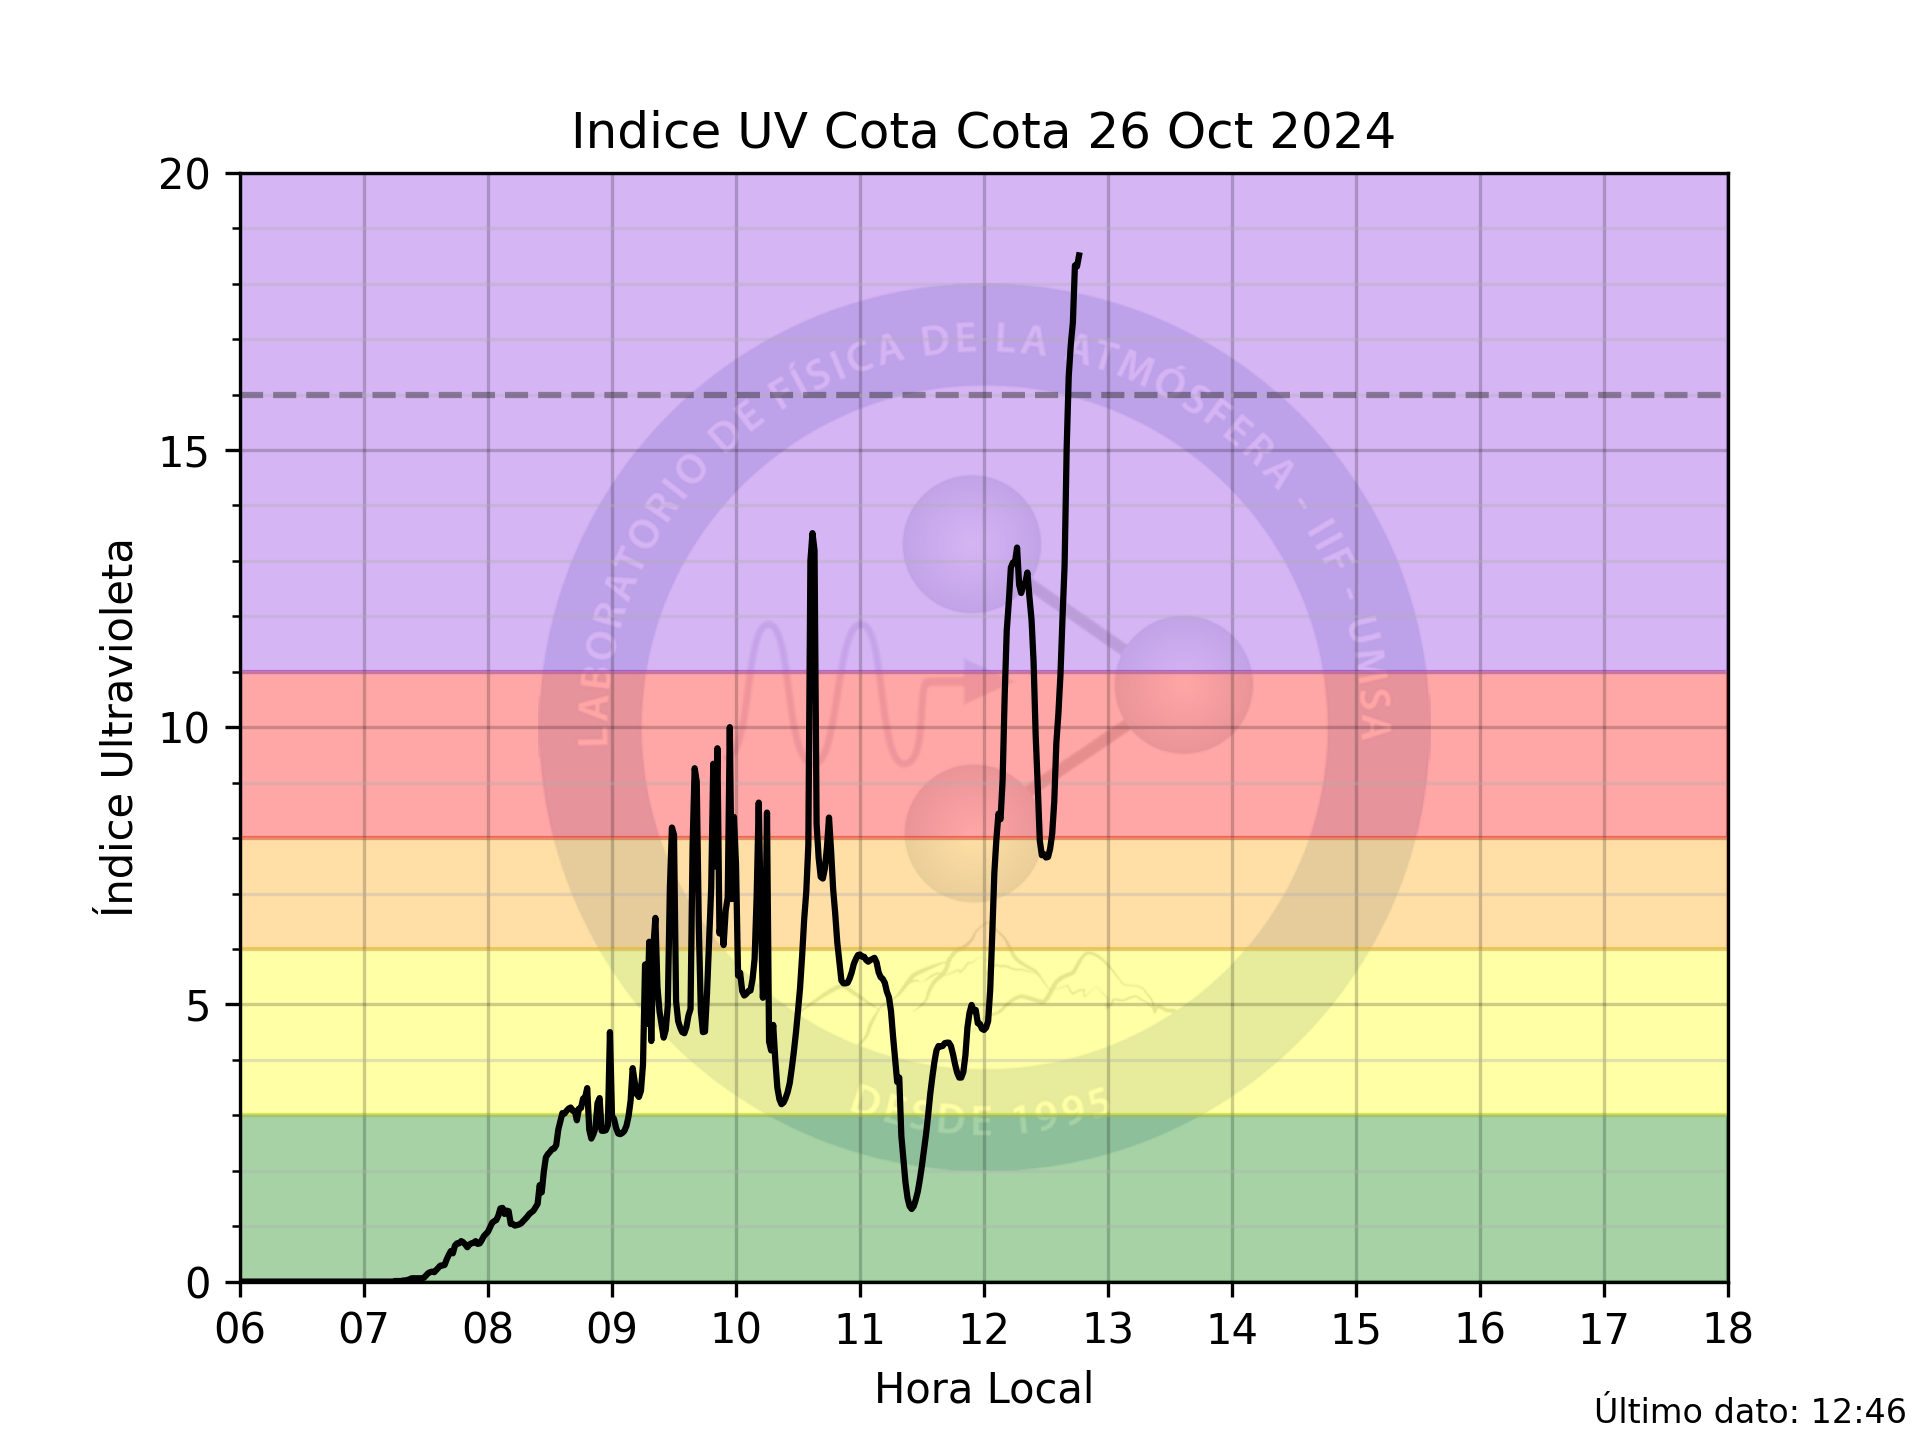 Indice UV Cota Cota 26 Oct 2024
20
15
10
5
0
Índice Ultravioleta
LABORATORIO DE FÍSICA DE LA ATMÓSFERA - IIF - UMSA
DESDE 1995
06 07 08 09 10 11 12 13 14 15 16 17 18
Hora Local
Último dato: 12:46